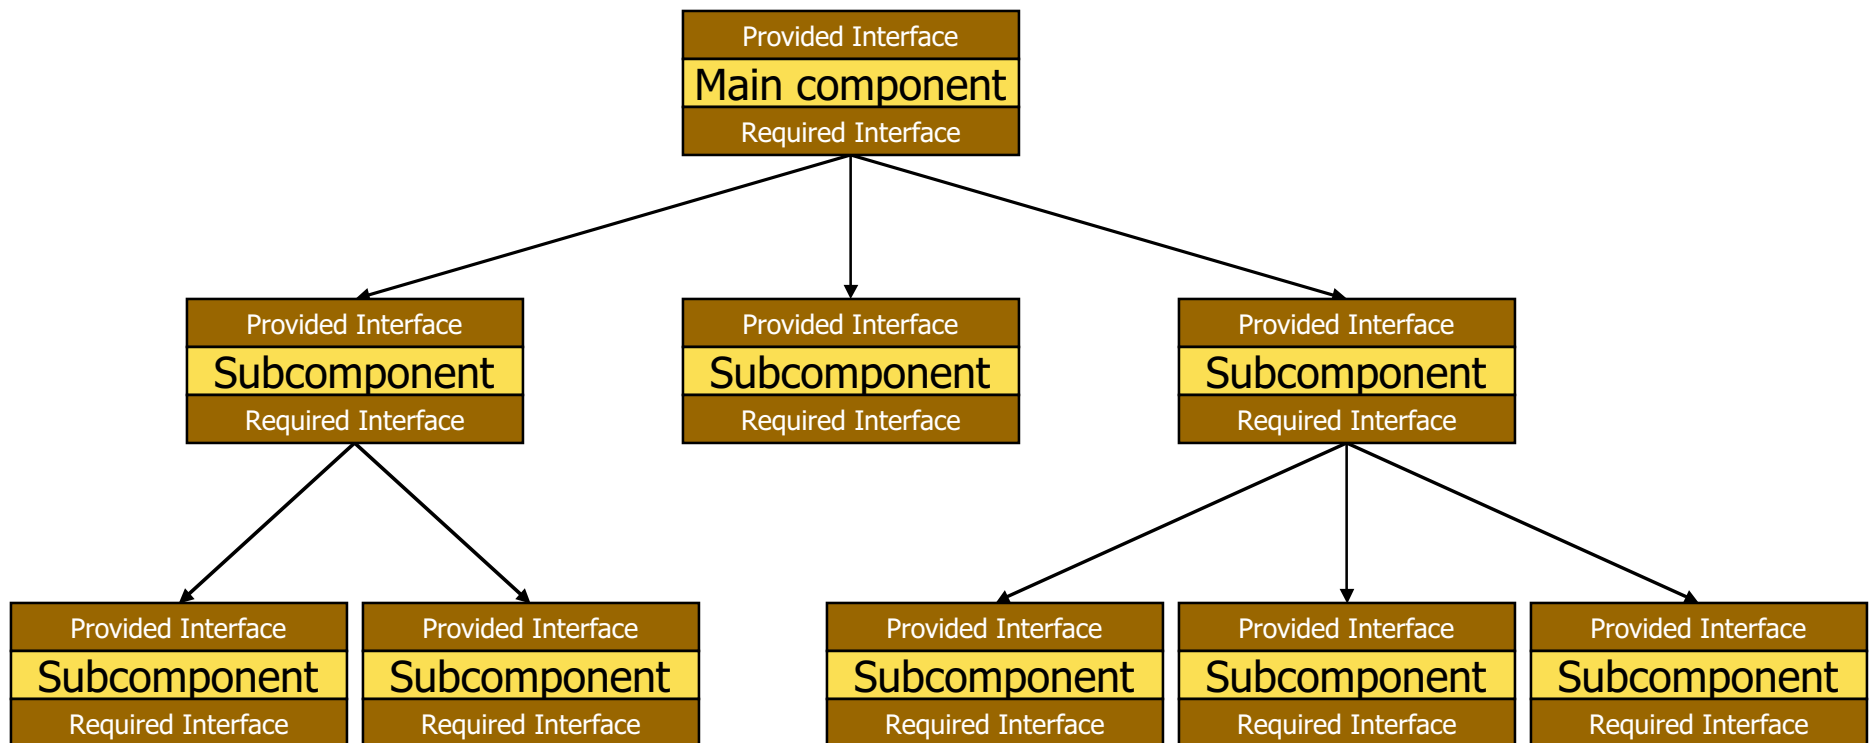 Provided Interface
Main component
Required Interface
Provided Interface
Subcomponent
Required Interface
Provided Interface
Subcomponent
Required Interface
Provided Interface
Subcomponent
Required Interface
Provided Interface
Subcomponent
Required Interface
Provided Interface
Subcomponent
Required Interface
Provided Interface
Subcomponent
Required Interface
Provided Interface
Subcomponent
Required Interface
Provided Interface
Subcomponent
Required Interface